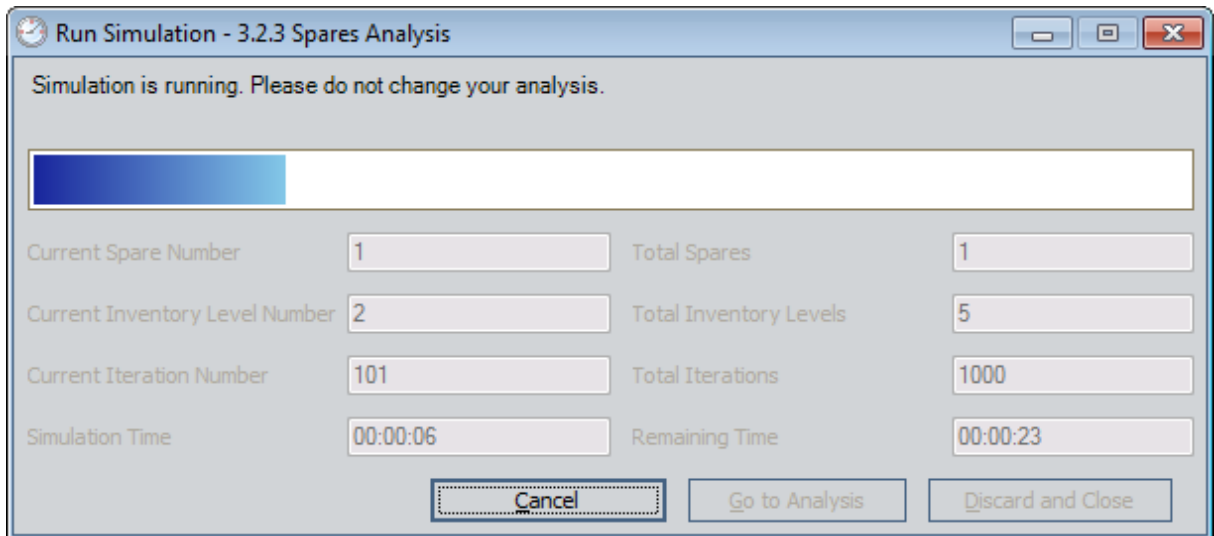 Run Simulation - 3.2.3 Spares Analysis
Simulation is running. Please do not change your analysis.
Current Spare Number 1 Total Spares 1
Current Inventory Level Number 2 Total Inventory Levels 5
Current Iteration Number 101 Total Iterations 1000
Simulation Time 00:00:06 Remaining Time 00:00:23
Cancel Go to Analysis Discard and Close